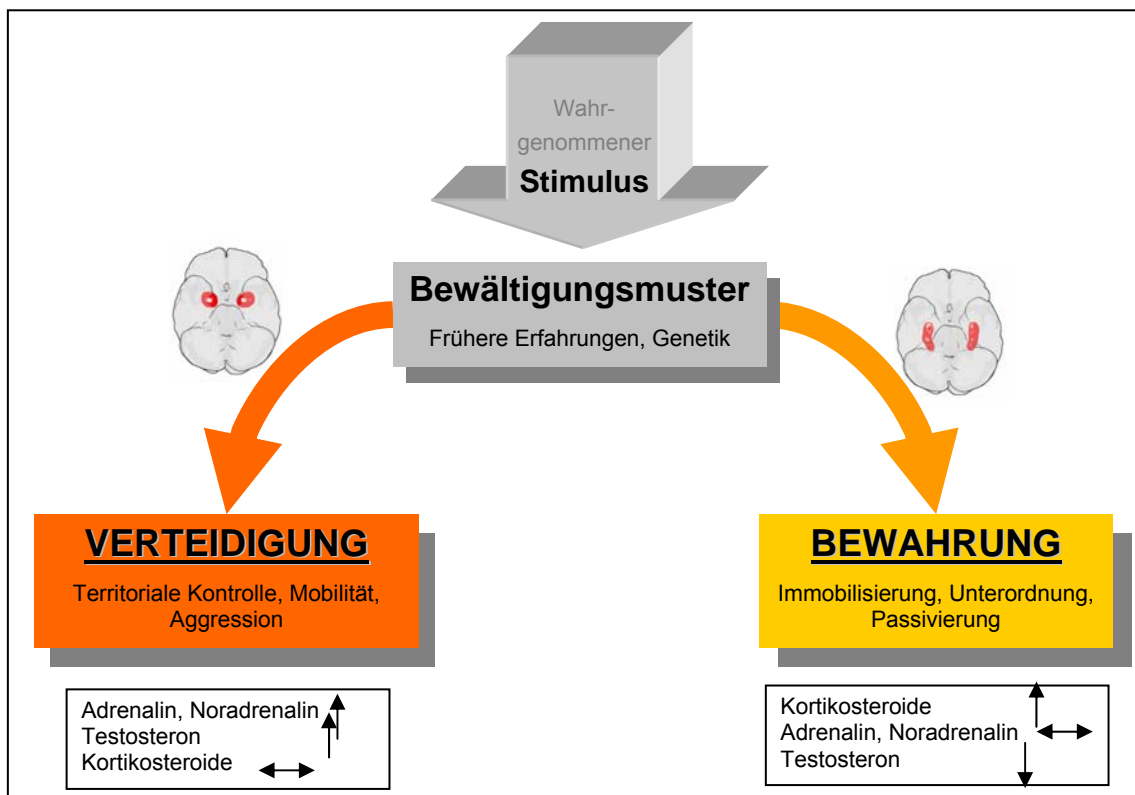 Wahr-
genommener
Stimulus
Bewältigungsmuster
Frühere Erfahrungen, Genetik
VERTEIDIGUNG
Territoriale Kontrolle, Mobilität,
Aggression
BEWAHRUNG
Immobilisierung, Unterordnung,
Passivierung
Adrenalin, Noradrenalin
Testosteron
Kortikosteroide
Kortikosteroide
Adrenalin, Noradrenalin
Testosteron